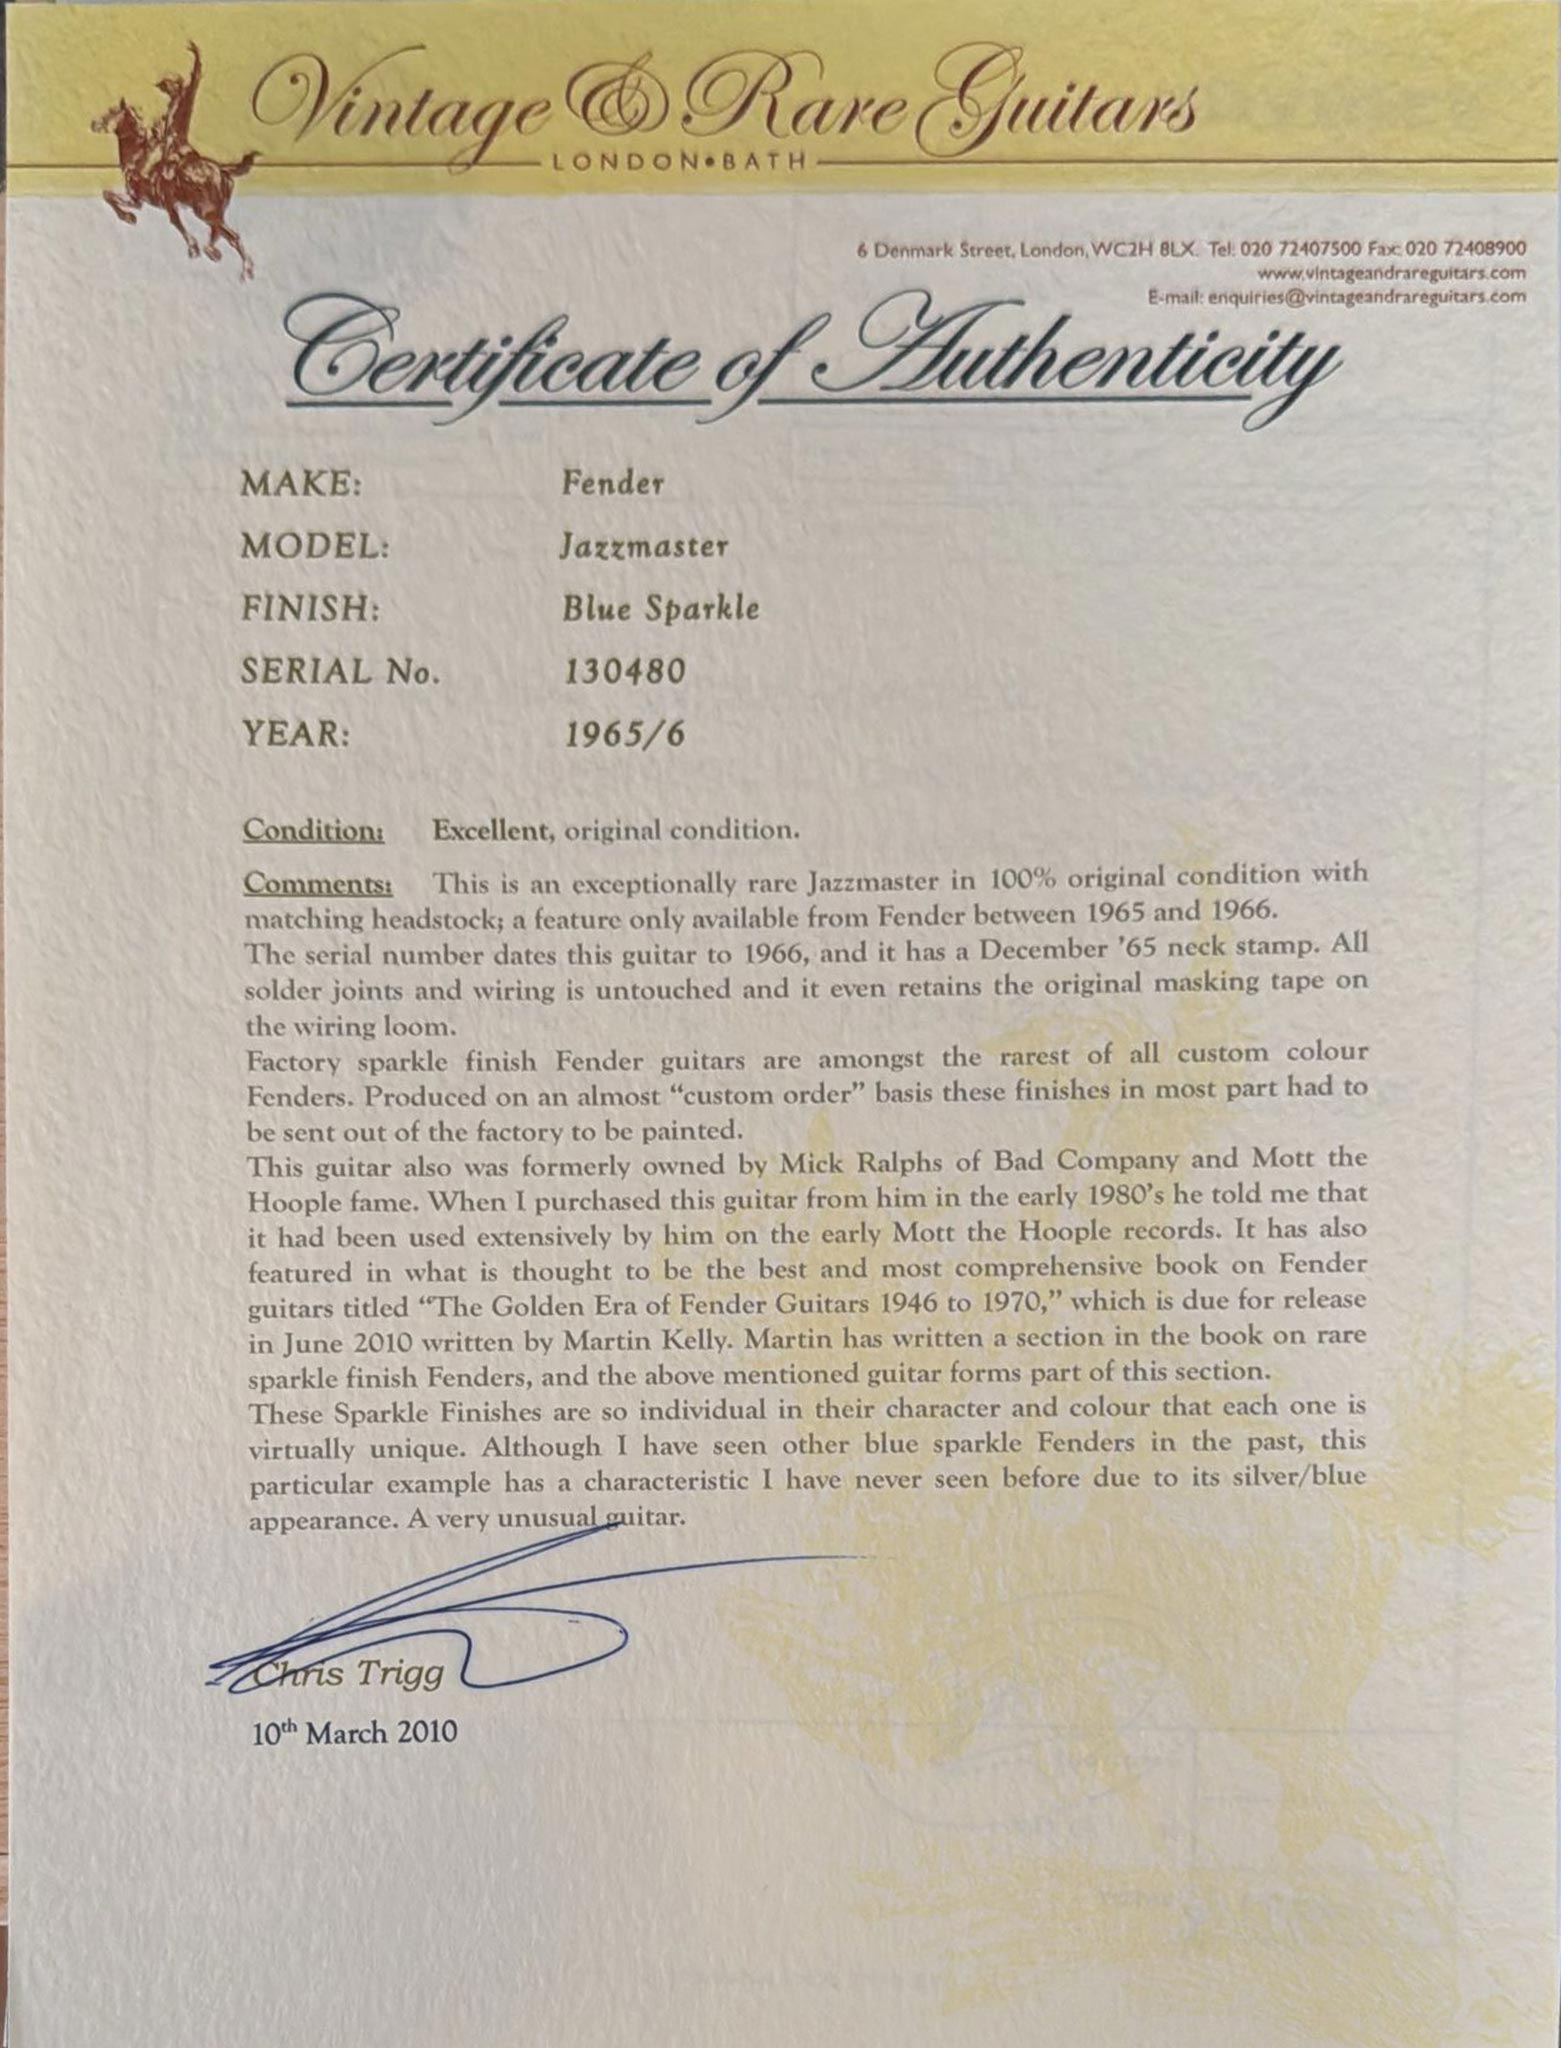 Vintage & Rare Guitars
LONDON•BATH
6 Denmark Street, London, WC2H 8LX. Tel: 020 72407500 Fax: 020 72408900
www.vintageandrareguitars.com
E-mail: enquiries@vintageandrareguitars.com
Certificate of Authenticity
MAKE: Fender
MODEL: Jazzmaster
FINISH: Blue Sparkle
SERIAL No. 130480
YEAR: 1965/6
Condition: Excellent, original condition.
Comments: This is an exceptionally rare Jazzmaster in 100% original condition with
matching headstock; a feature only available from Fender between 1965 and 1966.
The serial number dates this guitar to 1966, and it has a December '65 neck stamp. All
solder joints and wiring is untouched and it even retains the original masking tape on
the wiring loom.
Factory sparkle finish Fender guitars are amongst the rarest of all custom colour
Fenders. Produced on an almost “custom order” basis these finishes in most part had to
be sent out of the factory to be painted.
This guitar also was formerly owned by Mick Ralphs of Bad Company and Mott the
Hoople fame. When I purchased this guitar from him in the early 1980’s he told me that
it had been used extensively by him on the early Mott the Hoople records. It has also
featured in what is thought to be the best and most comprehensive book on Fender
guitars titled “The Golden Era of Fender Guitars 1946 to 1970,” which is due for release
in June 2010 written by Martin Kelly. Martin has written a section in the book on rare
sparkle finish Fenders, and the above mentioned guitar forms part of this section.
These Sparkle Finishes are so individual in their character and colour that each one is
virtually unique. Although I have seen other blue sparkle Fenders in the past, this
particular example has a characteristic I have never seen before due to its silver/blue
appearance. A very unusual guitar.
Chris Trigg
10th March 2010